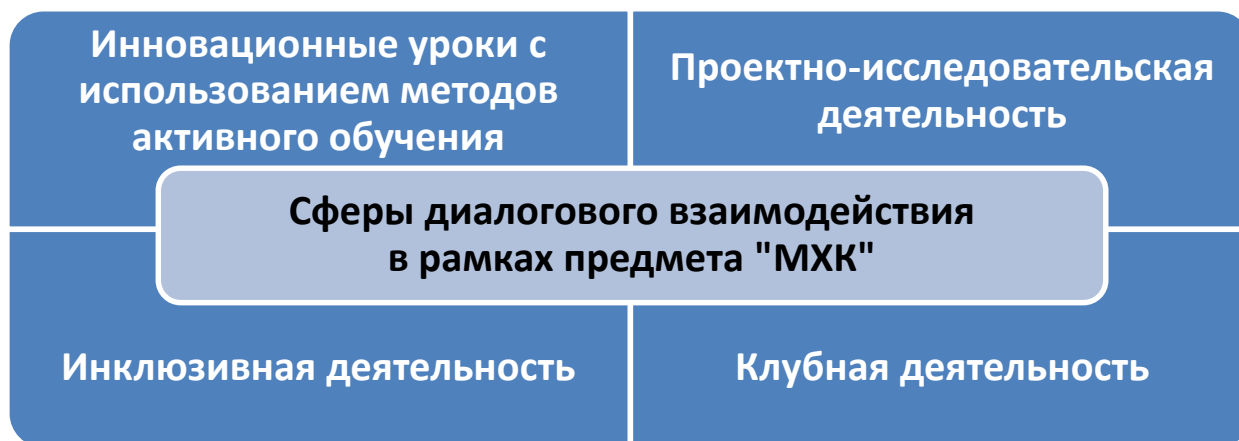 Инновационные уроки с
использованием методов
активного обучения
Проектно-исследовательская
деятельность
Сферы диалогового взаимодействия
в рамках предмета "МХК"
Инклюзивная деятельность
Клубная деятельность